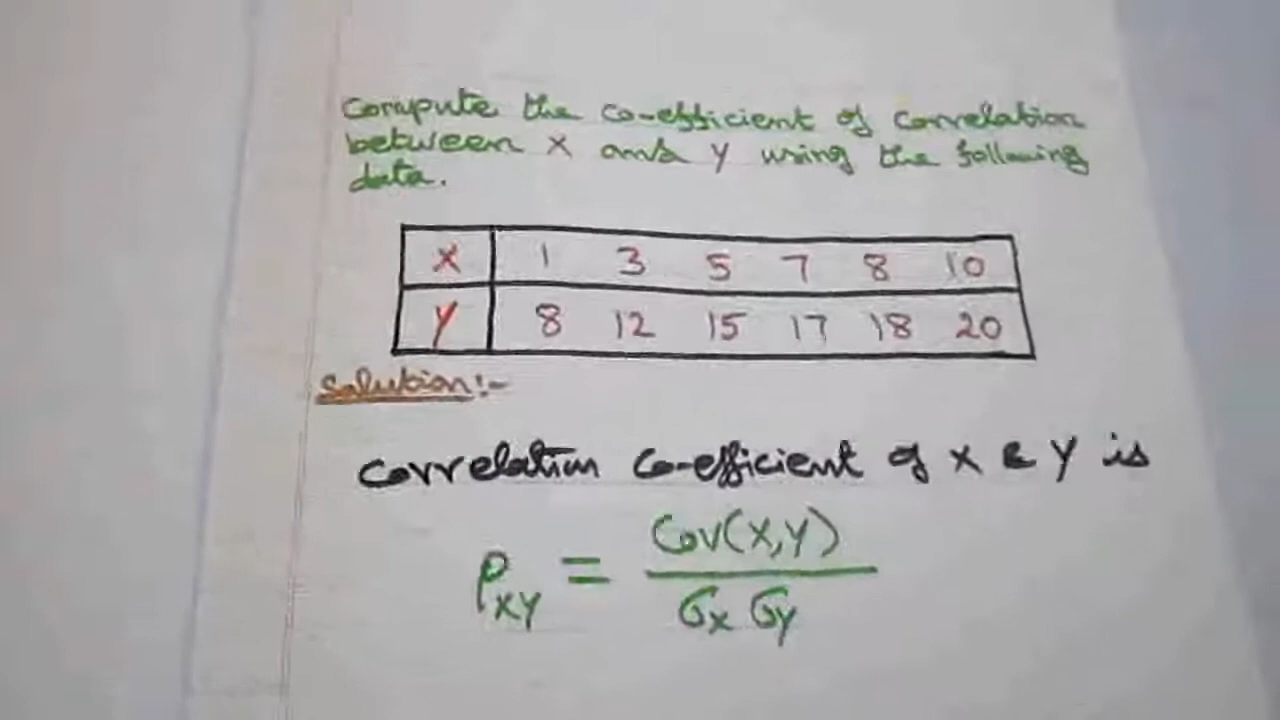 compute the co-efficient of correlation
between X and Y using the following
data.
X 1 3 5 7 8 10
Y 8 12 15 17 18 20
Solution:-
Correlation Co-efficient of X & Y is
ρXY = Cov(X,Y) / σx σy